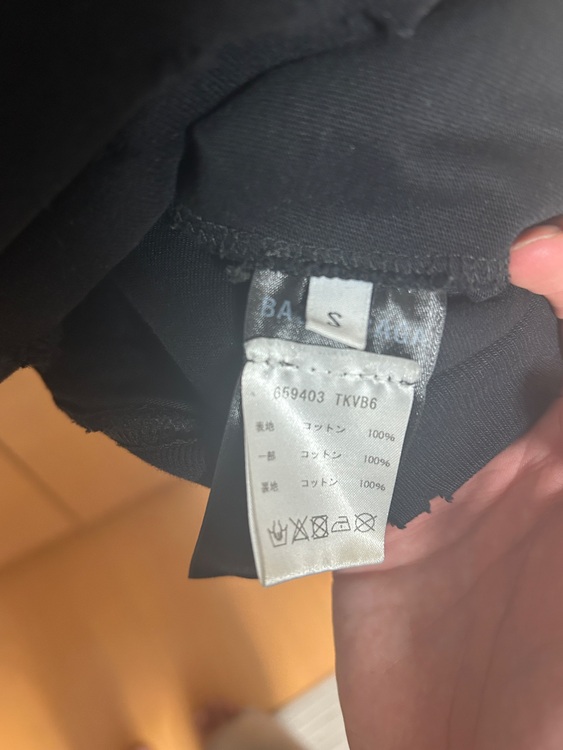 BA
S
659403 TKVB6
表地 コットン 100%
一部 コットン 100%
裏地 コットン 100%